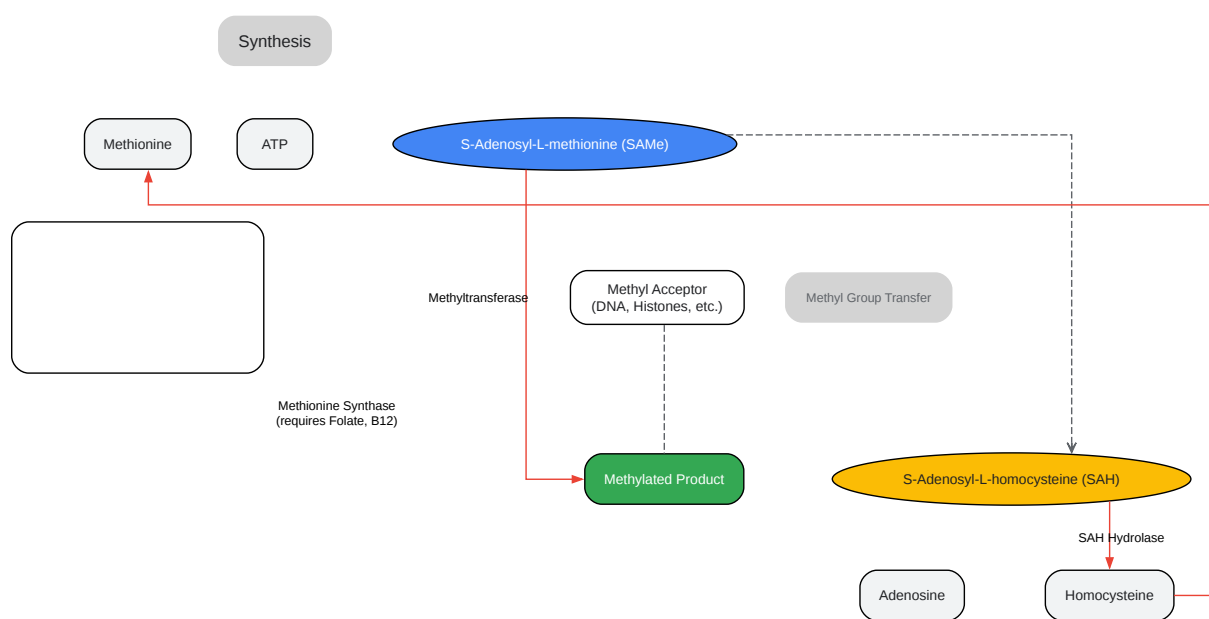 Synthesis
Methionine
ATP
S-Adenosyl-L-methionine (SAMe)
Methyltransferase
Methyl Acceptor
(DNA, Histones, etc.)
Methyl Group Transfer
Methionine Synthase
(requires Folate, B12)
Methylated Product
S-Adenosyl-L-homocysteine (SAH)
SAH Hydrolase
Adenosine
Homocysteine